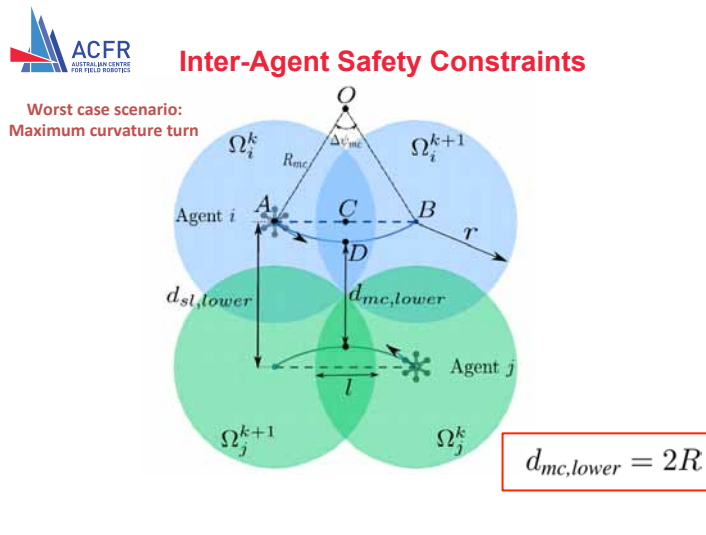 ACFR
AUSTRALIAN CENTRE
FOR FIELD ROBOTICS
Inter-Agent Safety Constraints
Worst case scenario:
Maximum curvature turn
O
Δψ_mc
Ω_i^k
Ω_i^{k+1}
R_mc
Agent i
A
C
B
r
D
d_{sl,lower}
d_{mc,lower}
Agent j
l
Ω_j^{k+1}
Ω_j^k
d_{mc,lower} = 2R